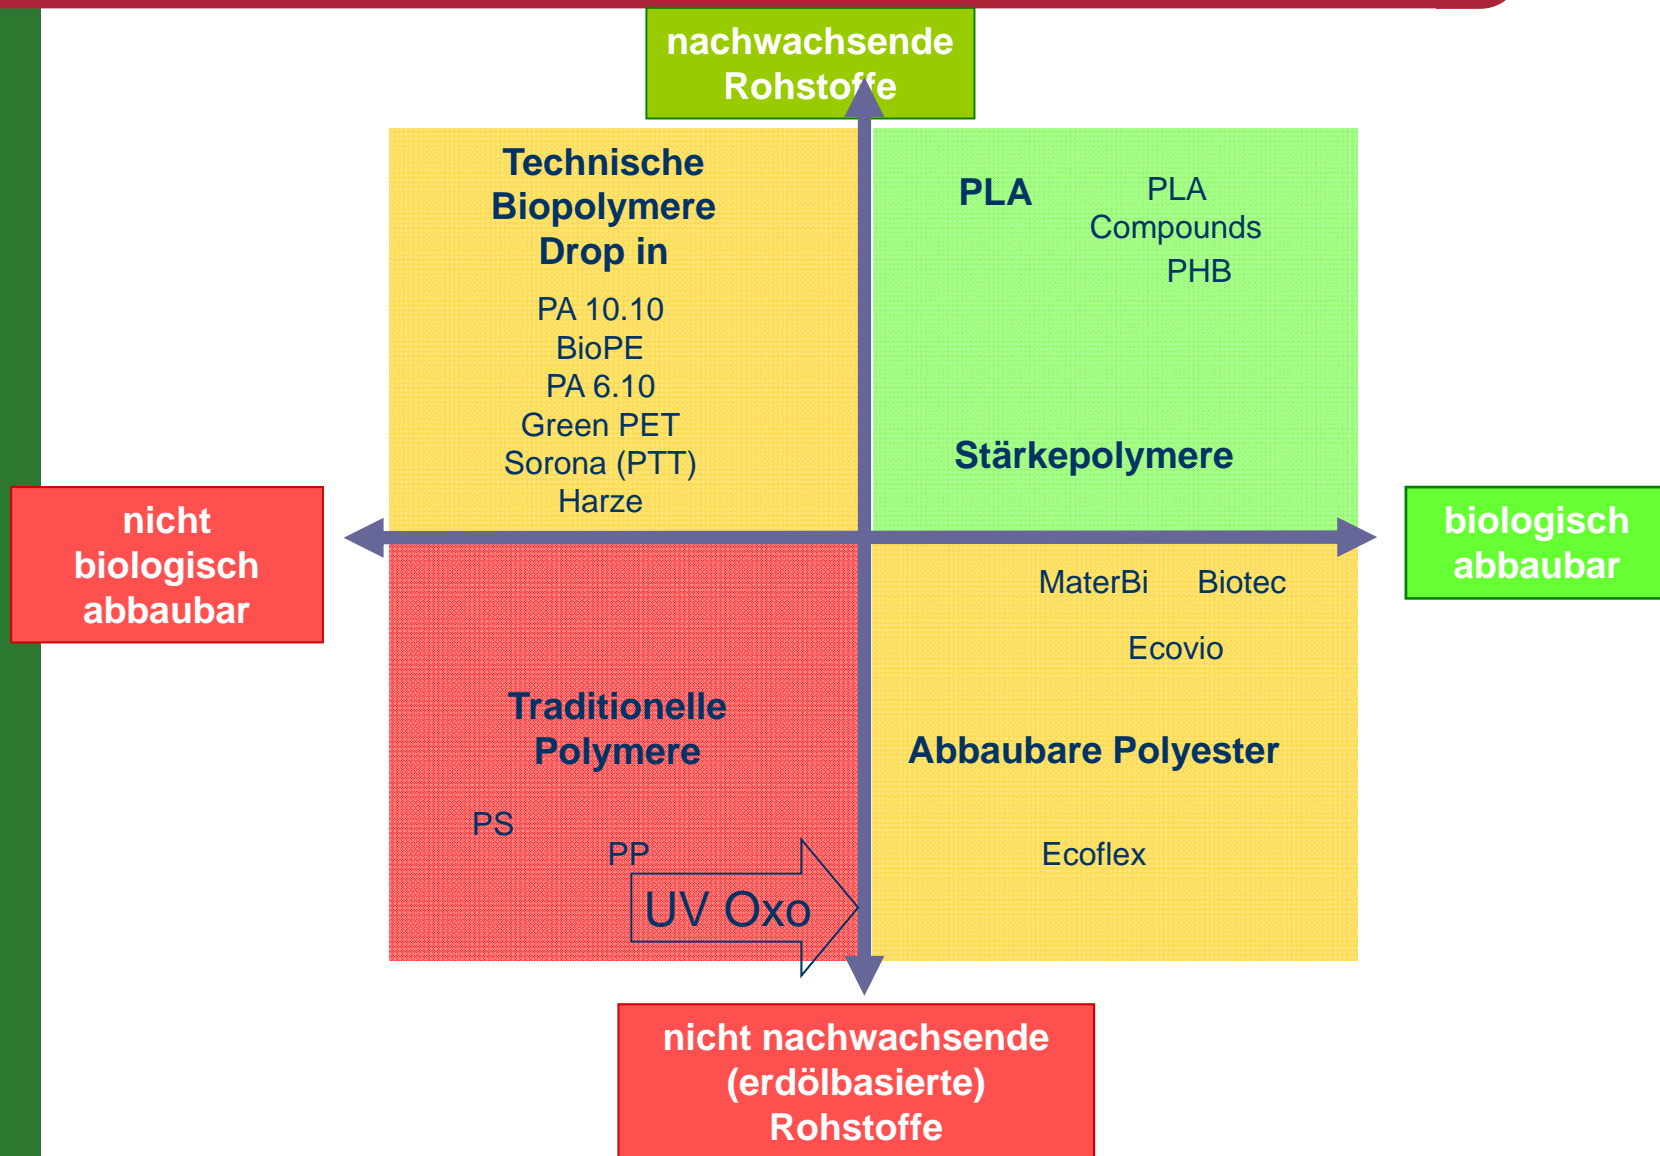 nachwachsende
Rohstoffe
Technische
Biopolymere
Drop in
PA 10.10
BioPE
PA 6.10
Green PET
Sorona (PTT)
Harze
PLA
PLA
Compounds
PHB
Stärkepolymere
nicht
biologisch
abbaubar
biologisch
abbaubar
MaterBi Biotec
Ecovio
Traditionelle
Polymere
Abbaubare Polyester
PS
PP
UV Oxo
Ecoflex
nicht nachwachsende
(erdölbasierte)
Rohstoffe